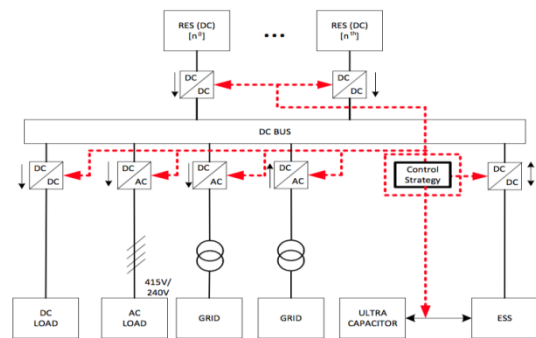 RES (DC)
[n⁰]
...
RES (DC)
[nᵗʰ]
DC
DC
DC
DC
DC BUS
DC
DC
DC
AC
DC
AC
DC
AC
Control
Strategy
DC
DC
415V/
240V
DC
LOAD
AC
LOAD
GRID
GRID
ULTRA
CAPACITOR
ESS